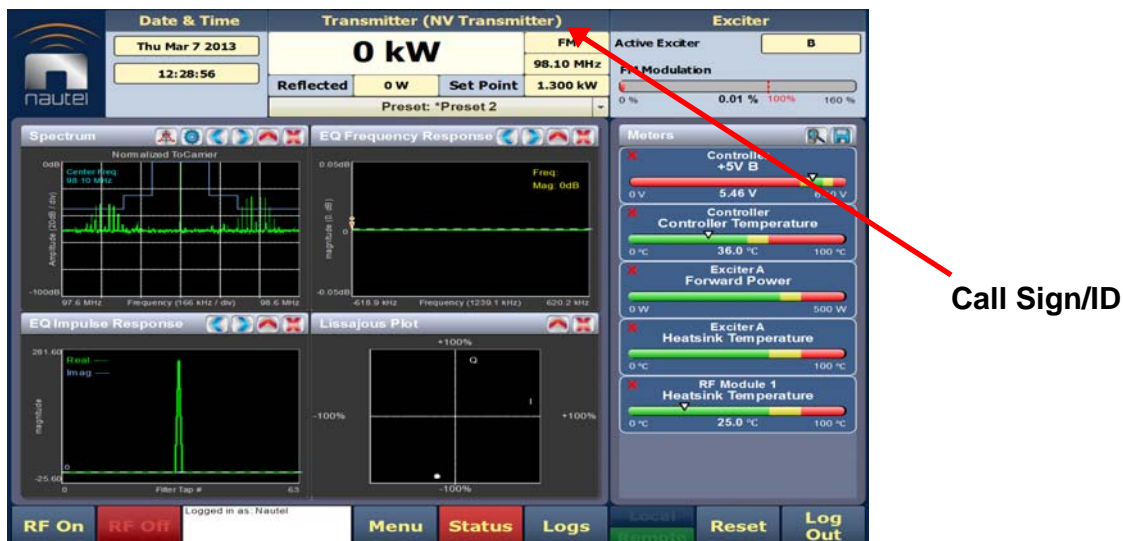 Date & Time
Transmitter (NV Transmitter)
Exciter
nautel
Thu Mar 7 2013
12:28:56
0 kW
FM
98.10 MHz
Reflected
0 W
Set Point
1.300 kW
Preset: *Preset 2
Active Exciter
B
FM Modulation
0 %
0.01 %
100%
160 %
Spectrum
Normalized ToCarrier
0dB
Center Freq:
98.10 MHz
Amplitude (20dB / div)
-100dB
97.6 MHz
Frequency (166 kHz / div)
98.6 MHz
EQ Frequency Response
0.05dB
Freq:
Mag: 0dB
magnitude (0. dB)
0
-0.05dB
-618.9 kHz
Frequency (1239.1 kHz)
620.2 kHz
EQ Impulse Response
281.60
Real
Imag
magnitude
0
-25.60
0
Filter Tap #
63
Lissajous Plot
+100%
Q
I
-100%
+100%
-100%
Meters
Controller
+5V B
0 V
5.46 V
Controller
Controller Temperature
0 °C
36.0 °C
100 °C
Exciter A
Forward Power
0 W
500 W
Exciter A
Heatsink Temperature
0 °C
100 °C
RF Module 1
Heatsink Temperature
0 °C
25.0 °C
100 °C
Call Sign/ID
RF On
RF Off
Logged in as: Nautel
Menu
Status
Logs
Local
Remote
Reset
Log
Out